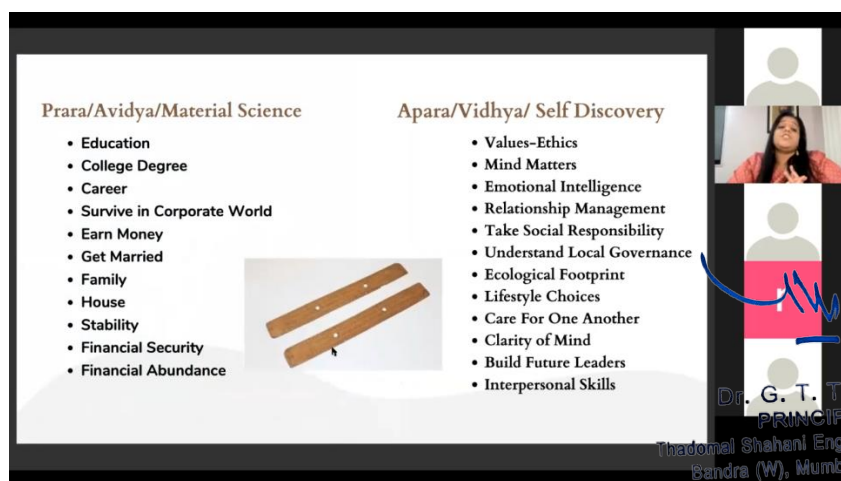 Prara/Avidya/Material Science
• Education
• College Degree
• Career
• Survive in Corporate World
• Earn Money
• Get Married
• Family
• House
• Stability
• Financial Security
• Financial Abundance
Apara/Vidhya/ Self Discovery
• Values-Ethics
• Mind Matters
• Emotional Intelligence
• Relationship Management
• Take Social Responsibility
• Understand Local Governance
• Ecological Footprint
• Lifestyle Choices
• Care For One Another
• Clarity of Mind
• Build Future Leaders
• Interpersonal Skills
Dr. G. T. T
PRINCIP
Thadomal Shahani Eng
Bandra (W), Mumb